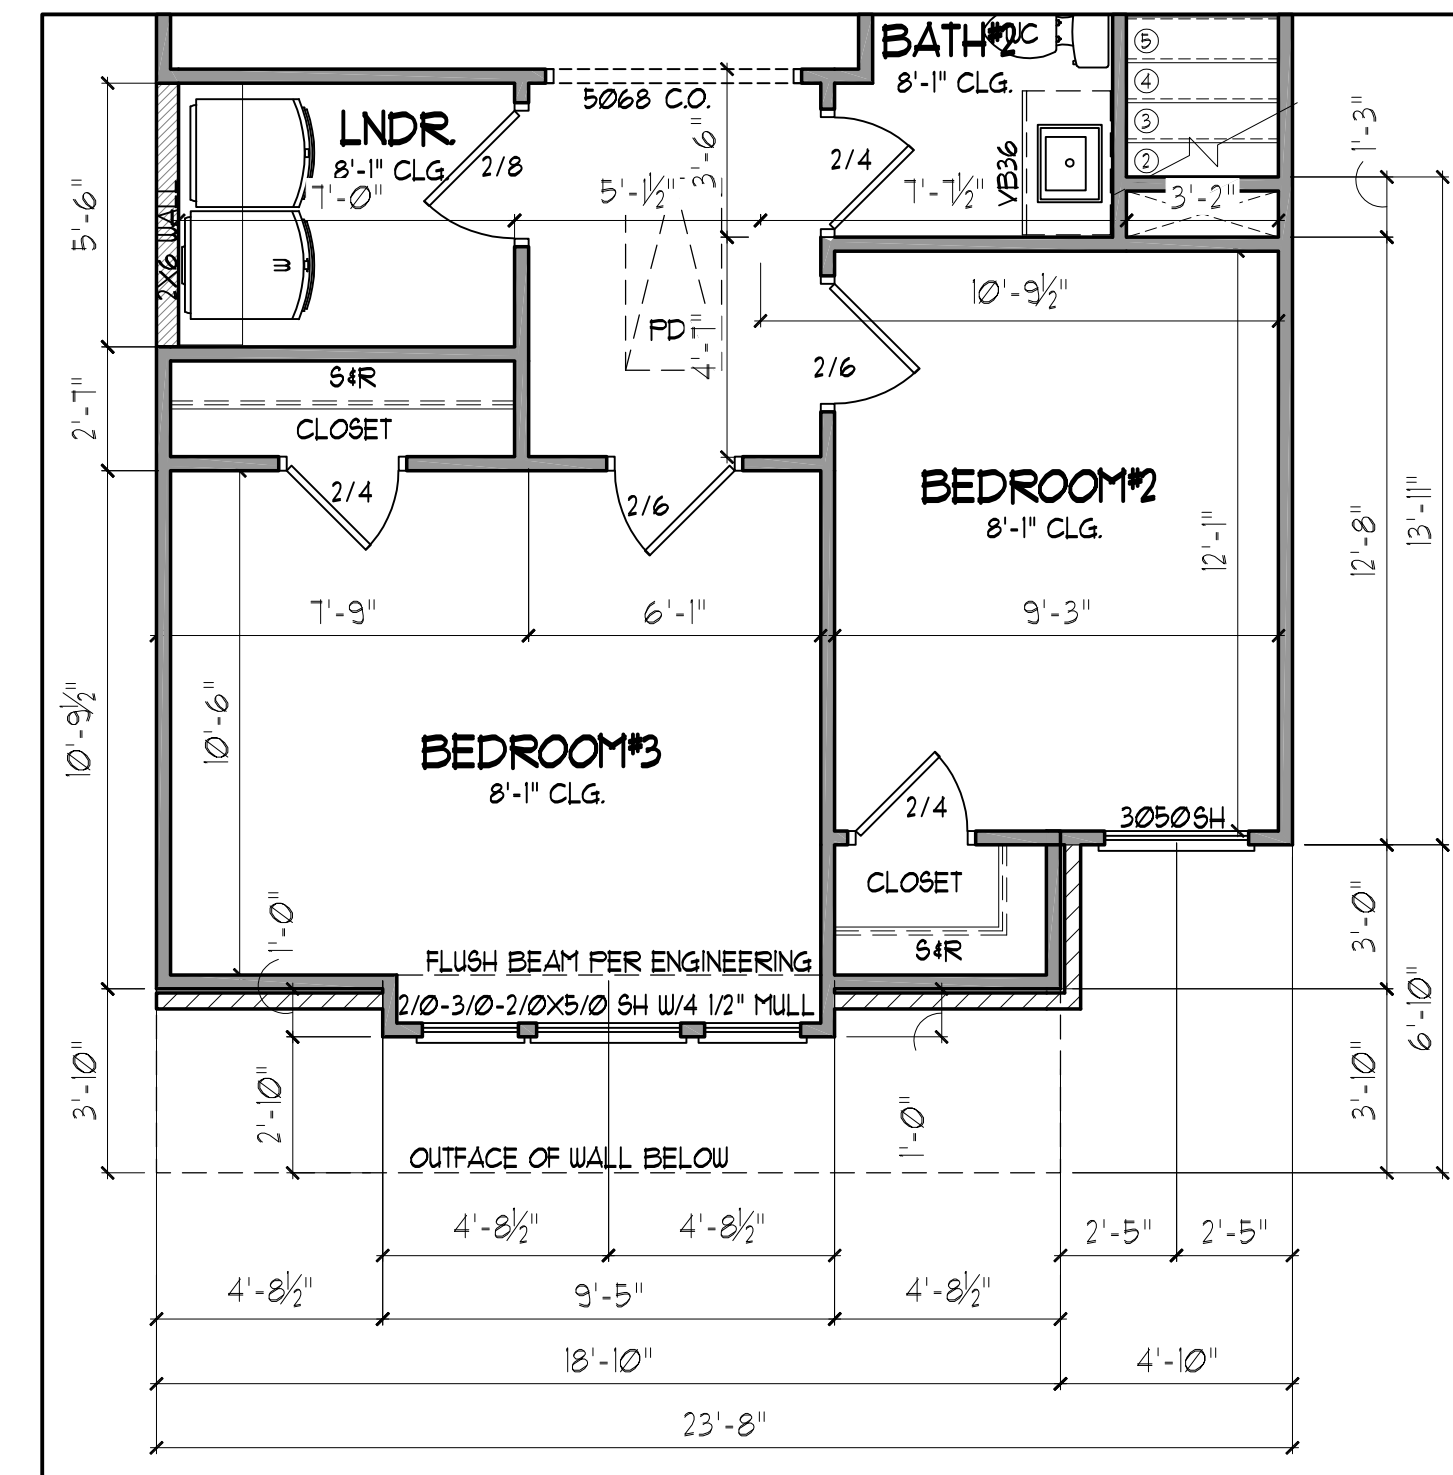 BATH#2
WC
8'-1" CLG.
5
4
3
2
5068 C.O.
LNDR.
8'-1" CLG.
2/8
2/4
3'-6"
VB36
1'-3"
7'-0"
5'-1½"
7'-7½"
3'-2"
5'-6"
2X6 WALL
W
PD
4'-7"
10'-9½"
2/6
S&R
CLOSET
2'-7"
2/4
2/6
BEDROOM#2
8'-1" CLG.
12'-1"
12'-8"
13'-11"
7'-9"
6'-1"
9'-3"
10'-9½"
10'-6"
BEDROOM#3
8'-1" CLG.
2/4
3050SH
CLOSET
S&R
1'-0"
3'-0"
FLUSH BEAM PER ENGINEERING
2/0-3/0-2/0X5/0 SH W/4 1/2" MULL
6'-10"
3'-10"
2'-10"
1'-0"
3'-10"
OUTFACE OF WALL BELOW
4'-8½"
4'-8½"
2'-5"
2'-5"
4'-8½"
9'-5"
4'-8½"
18'-10"
4'-10"
23'-8"